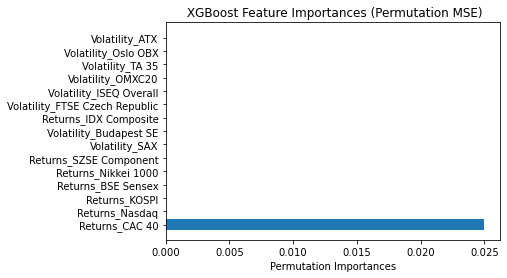 XGBoost Feature Importances (Permutation MSE)
Volatility_ATX
Volatility_Oslo OBX
Volatility_TA 35
Volatility_OMXC20
Volatility_ISEQ Overall
Volatility_FTSE Czech Republic
Returns_IDX Composite
Volatility_Budapest SE
Volatility_SAX
Returns_SZSE Component
Returns_Nikkei 1000
Returns_BSE Sensex
Returns_KOSPI
Returns_Nasdaq
Returns_CAC 40
0.000 0.005 0.010 0.015 0.020 0.025
Permutation Importances